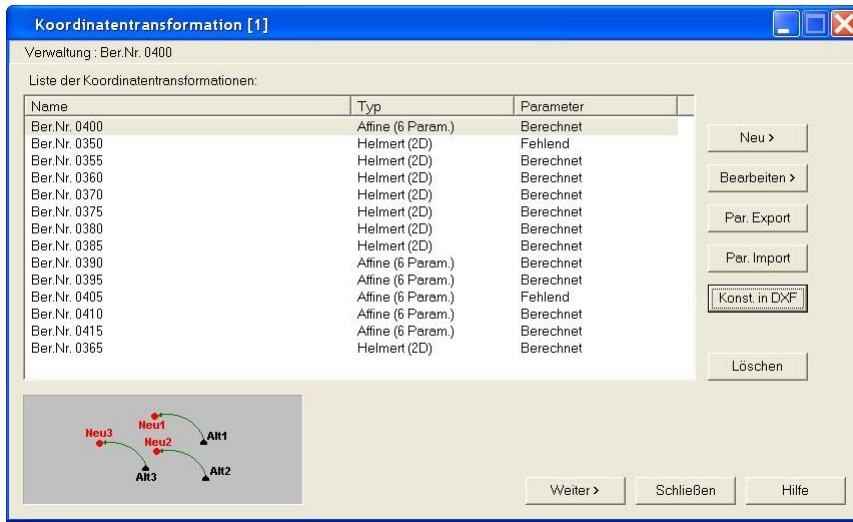 Koordinatentransformation [1]
Verwaltung : Ber.Nr. 0400
Liste der Koordinatentransformationen:
Name Typ Parameter
Ber.Nr. 0400 Affine (6 Param.) Berechnet
Ber.Nr. 0350 Helmert (2D) Fehlend
Ber.Nr. 0355 Helmert (2D) Berechnet
Ber.Nr. 0360 Helmert (2D) Berechnet
Ber.Nr. 0370 Helmert (2D) Berechnet
Ber.Nr. 0375 Helmert (2D) Berechnet
Ber.Nr. 0380 Helmert (2D) Berechnet
Ber.Nr. 0385 Helmert (2D) Berechnet
Ber.Nr. 0390 Affine (6 Param.) Berechnet
Ber.Nr. 0395 Affine (6 Param.) Berechnet
Ber.Nr. 0405 Affine (6 Param.) Fehlend
Ber.Nr. 0410 Affine (6 Param.) Berechnet
Ber.Nr. 0415 Affine (6 Param.) Berechnet
Ber.Nr. 0365 Helmert (2D) Berechnet
Neu >
Bearbeiten >
Par. Export
Par. Import
Konst. in DXF
Löschen
Neu1
Neu3
Neu2
Alt1
Alt3
Alt2
Weiter > Schließen Hilfe